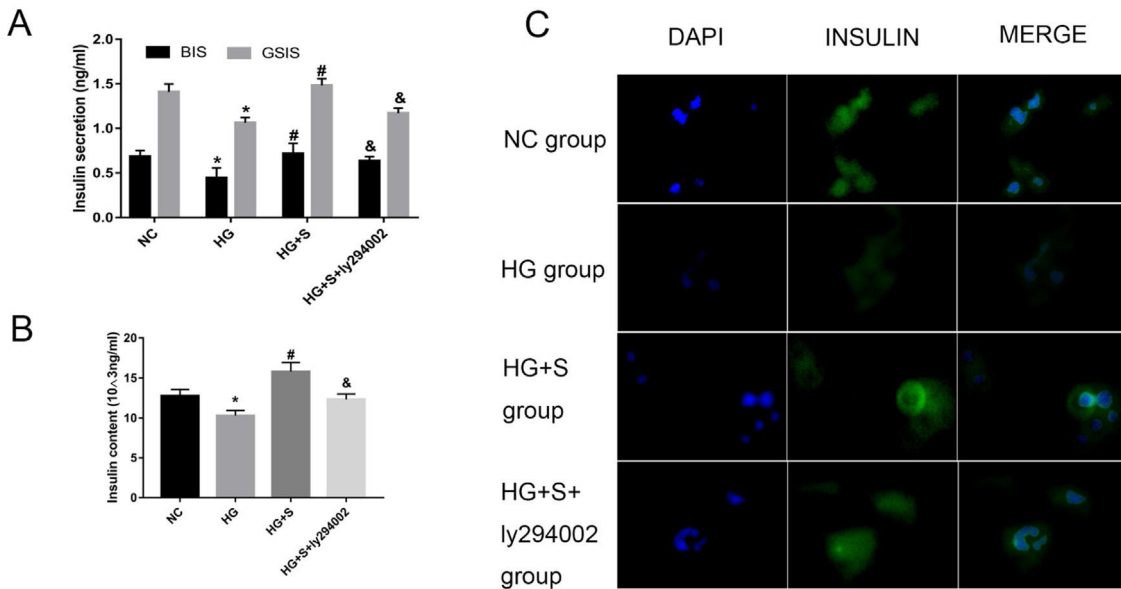 A
Insulin secretion (ng/ml)
2.0
1.5
1.0
0.5
0.0
BIS GSIS
* * # # & &
NC HG HG+S HG+S+ly294002
B
Insulin content (10∧3ng/ml)
20
15
10
5
0
* # &
NC HG HG+S HG+S+ly294002
C
DAPI INSULIN MERGE
NC group
HG group
HG+S
group
HG+S+
ly294002
group